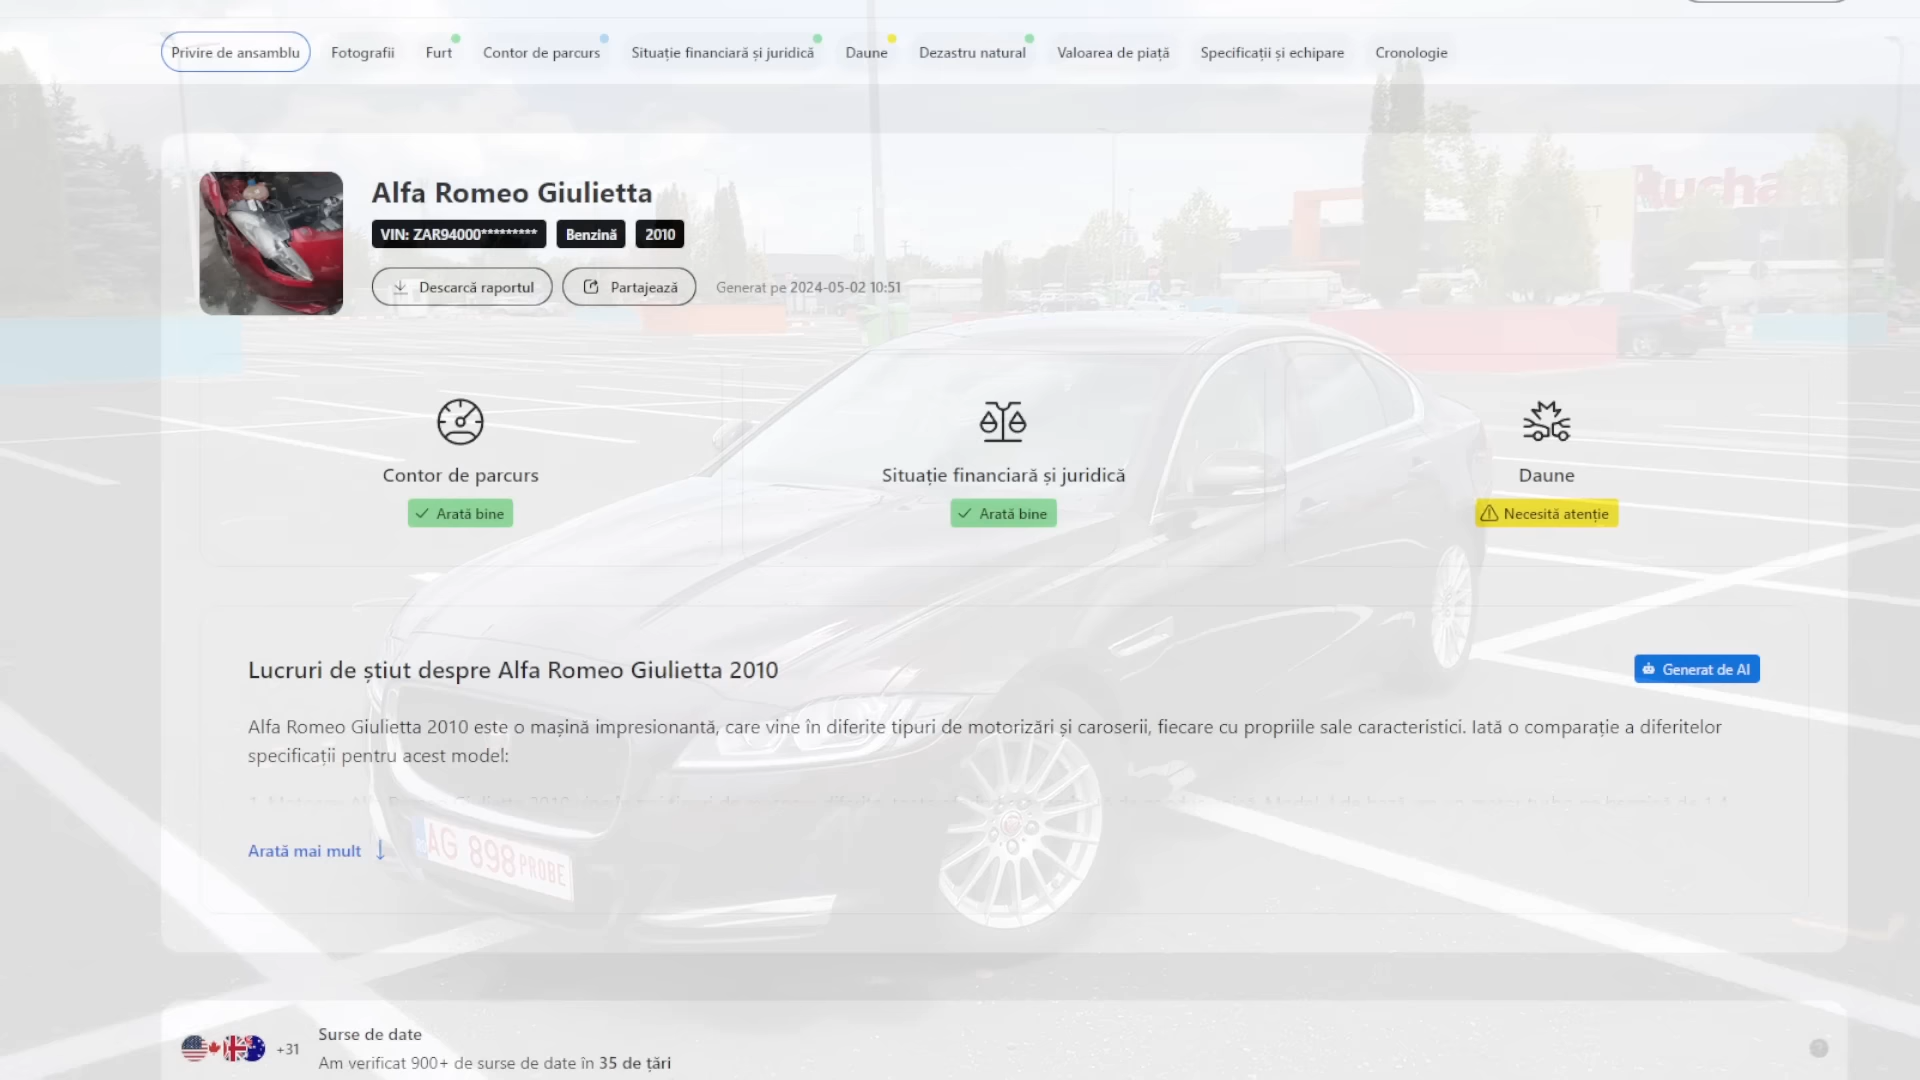 Privire de ansamblu Fotografii Furt Contor de parcurs Situație financiară și juridică Daune Dezastru natural Valoarea de piață Specificații și echipare Cronologie
Auchan
Alfa Romeo Giulietta
VIN: ZAR94000********* Benzină 2010
Descarcă raportul Partajează Generat pe 2024-05-02 10:51
Contor de parcurs Situație financiară și juridică Daune
Arată bine Arată bine Necesită atenție
Lucruri de știut despre Alfa Romeo Giulietta 2010 Generat de AI
Alfa Romeo Giulietta 2010 este o mașină impresionantă, care vine în diferite tipuri de motorizări și caroserii, fiecare cu propriile sale caracteristici. Iată o comparație a diferitelor
specificații pentru acest model:
Arată mai mult
AG 898 PROBE
+31 Surse de date
Am verificat 900+ de surse de date în 35 de țări